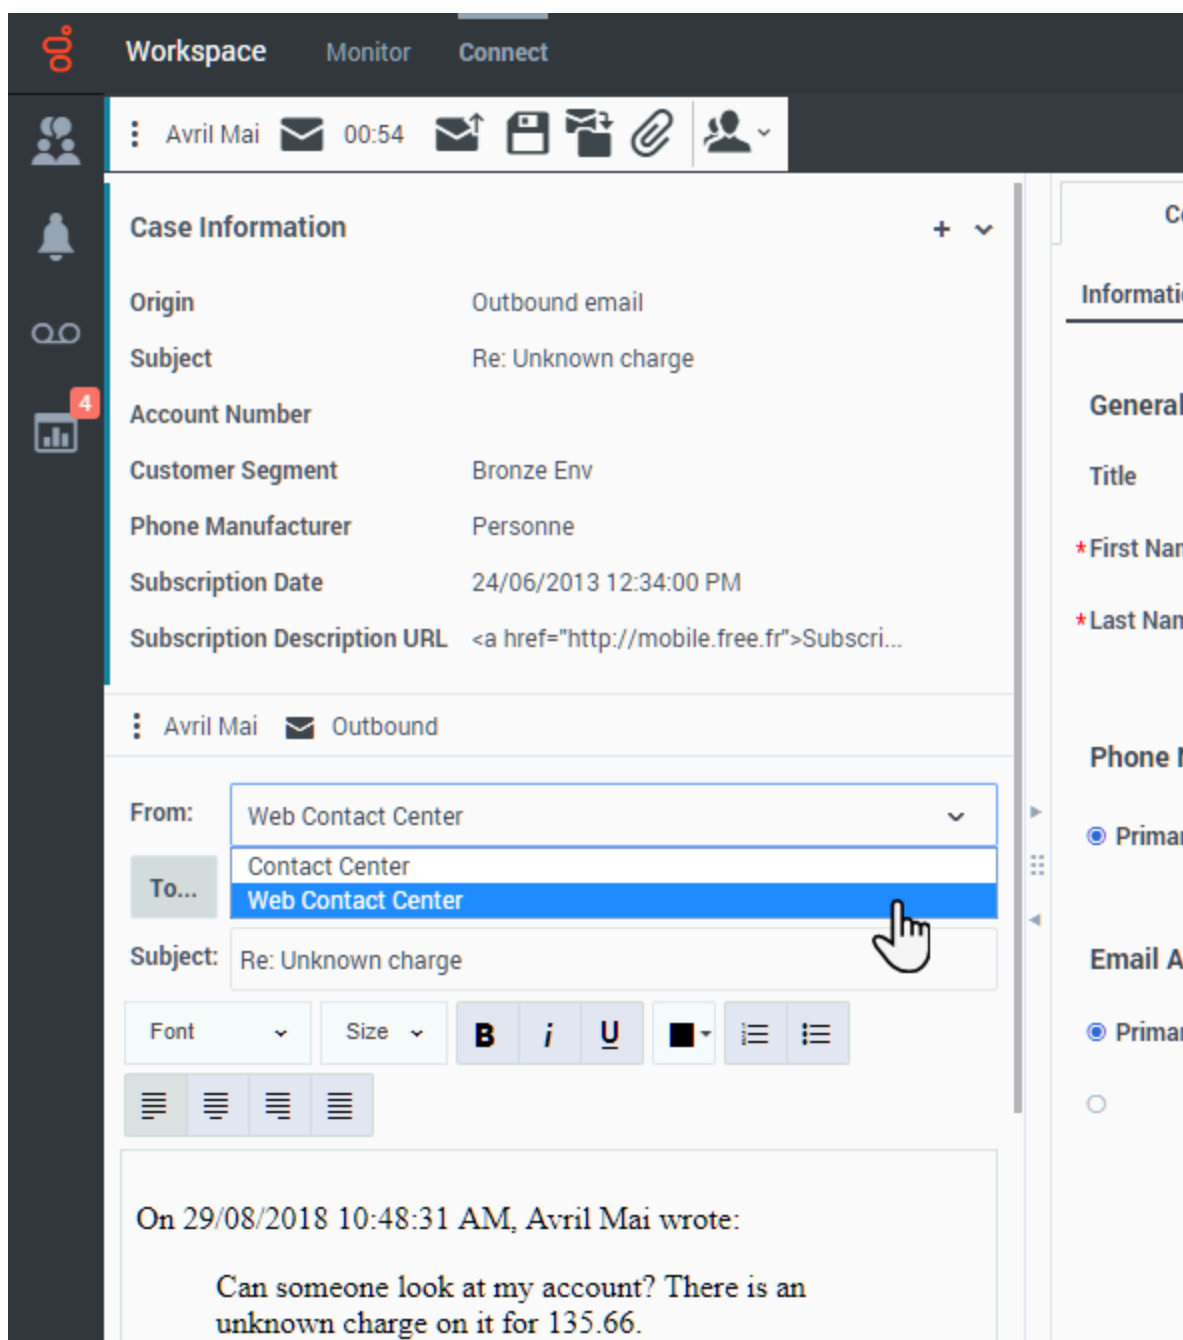 Workspace Monitor Connect
Avril Mai 00:54
Case Information
Origin Outbound email
Subject Re: Unknown charge
Account Number
Customer Segment Bronze Env
Phone Manufacturer Personne
Subscription Date 24/06/2013 12:34:00 PM
Subscription Description URL <a href="http://mobile.free.fr">Subscri...
4
Avril Mai Outbound
From: Web Contact Center
Contact Center
Web Contact Center
To...
Subject: Re: Unknown charge
Font Size B i U
On 29/08/2018 10:48:31 AM, Avril Mai wrote:
Can someone look at my account? There is an
unknown charge on it for 135.66.
Informati
General
Title
*First Nam
*Last Nam
Phone
Primar
Email A
Primar